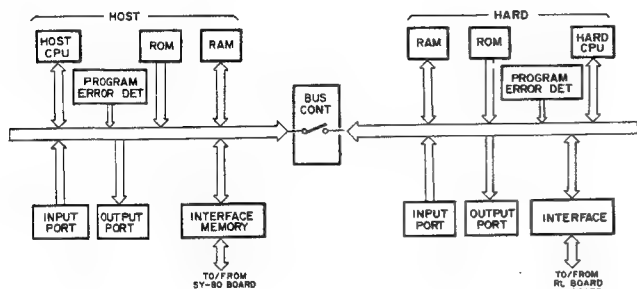 HOST
HARD
HOST
CPU
ROM
RAM
RAM
ROM
HARD
CPU
PROGRAM
ERROR DET
BUS
CONT
PROGRAM
ERROR DET
INPUT
PORT
OUTPUT
PORT
INTERFACE
MEMORY
INPUT
PORT
OUTPUT
PORT
INTERFACE
TO/FROM
SY-80 BOARD
TO/FROM
RL BOARD